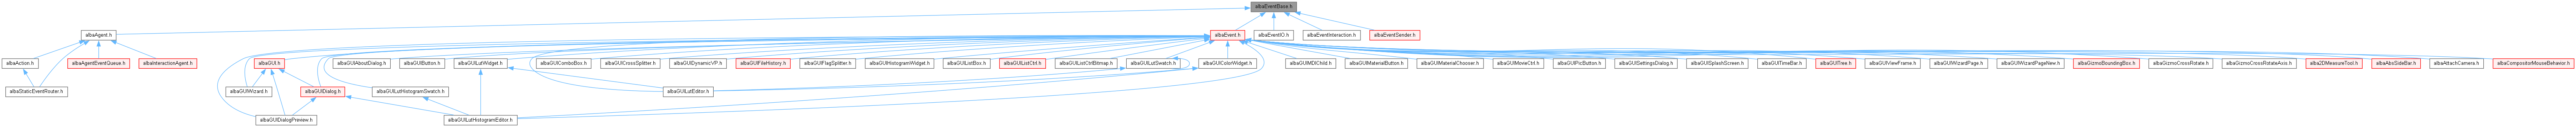 albaEventBase.h
albaAgent.h
albaEvent.h
albaEventIO.h
albaEventInteraction.h
albaEventSender.h
albaAction.h
albaAgentEventQueue.h
albaInteractionAgent.h
albaGUI.h
albaGUIAboutDialog.h
albaGUIButton.h
albaGUILutWidget.h
albaGUIComboBox.h
albaGUICrossSplitter.h
albaGUIDynamicVP.h
albaGUIFileHistory.h
albaGUIFlagSplitter.h
albaGUIHistogramWidget.h
albaGUIListBox.h
albaGUIListCtrl.h
albaGUIListCtrlBitmap.h
albaGUILutSwatch.h
albaGUIColorWidget.h
albaGUIMDIChild.h
albaGUIMaterialButton.h
albaGUIMaterialChooser.h
albaGUIMoveCtrl.h
albaGUIPicButton.h
albaGUISettingsDialog.h
albaGUISplashScreen.h
albaGUITimeBar.h
albaGUITree.h
albaGUIViewFrame.h
albaGUIWizardPage.h
albaGUIWizardPageNew.h
albaGizmoBoundingBox.h
albaGizmoCrossRotate.h
albaGizmoCrossRotateAxis.h
alba2DMeasureTool.h
albaAbsSideBar.h
albaAttachCamera.h
albaCompositorMouseBehavior.h
albaStaticEventRouter.h
albaGUIWizard.h
albaGUIDialog.h
albaGUILutHistogramSwatch.h
albaGUILutEditor.h
albaGUIDialogPreview.h
albaGUILutHistogramEditor.h